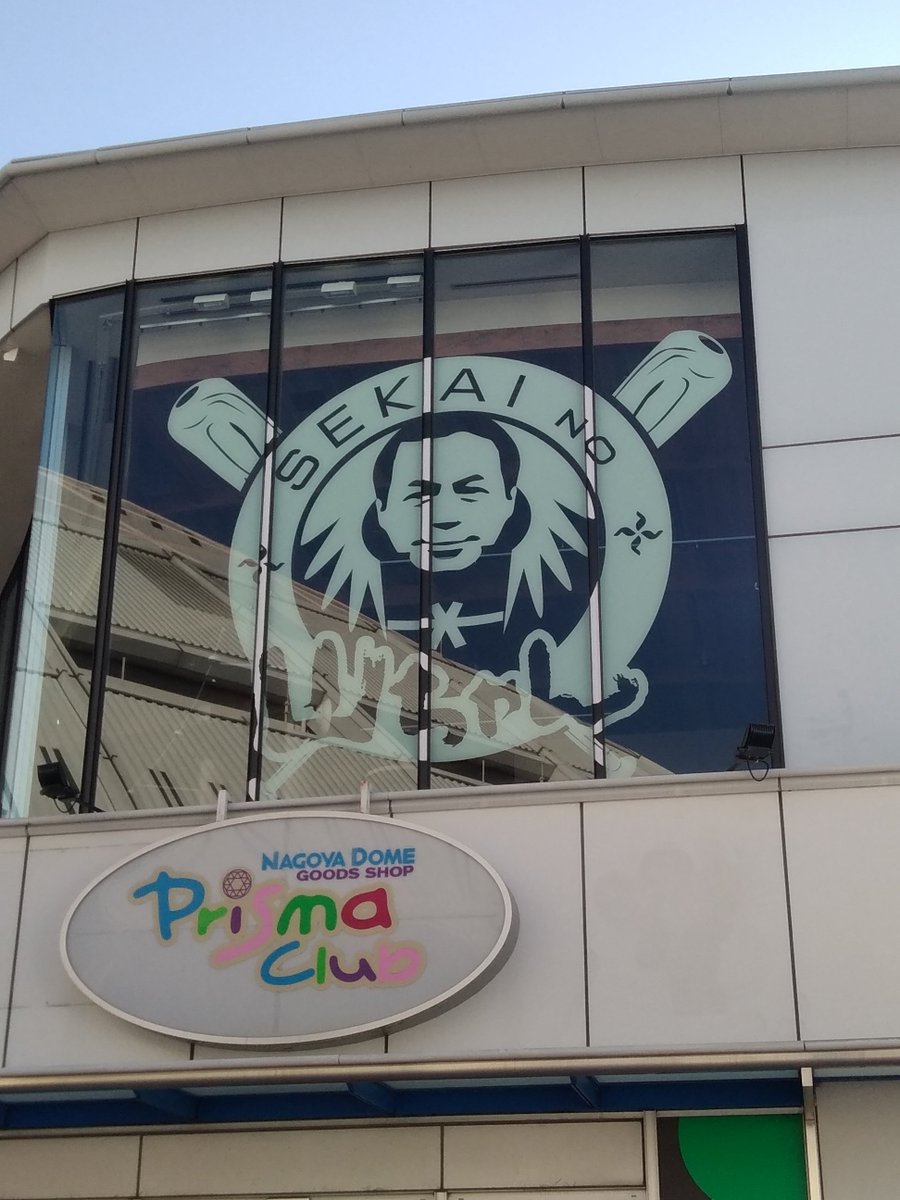 SEKAI NO
NAGOYA DOME
GOODS SHOP
Prisma
Club